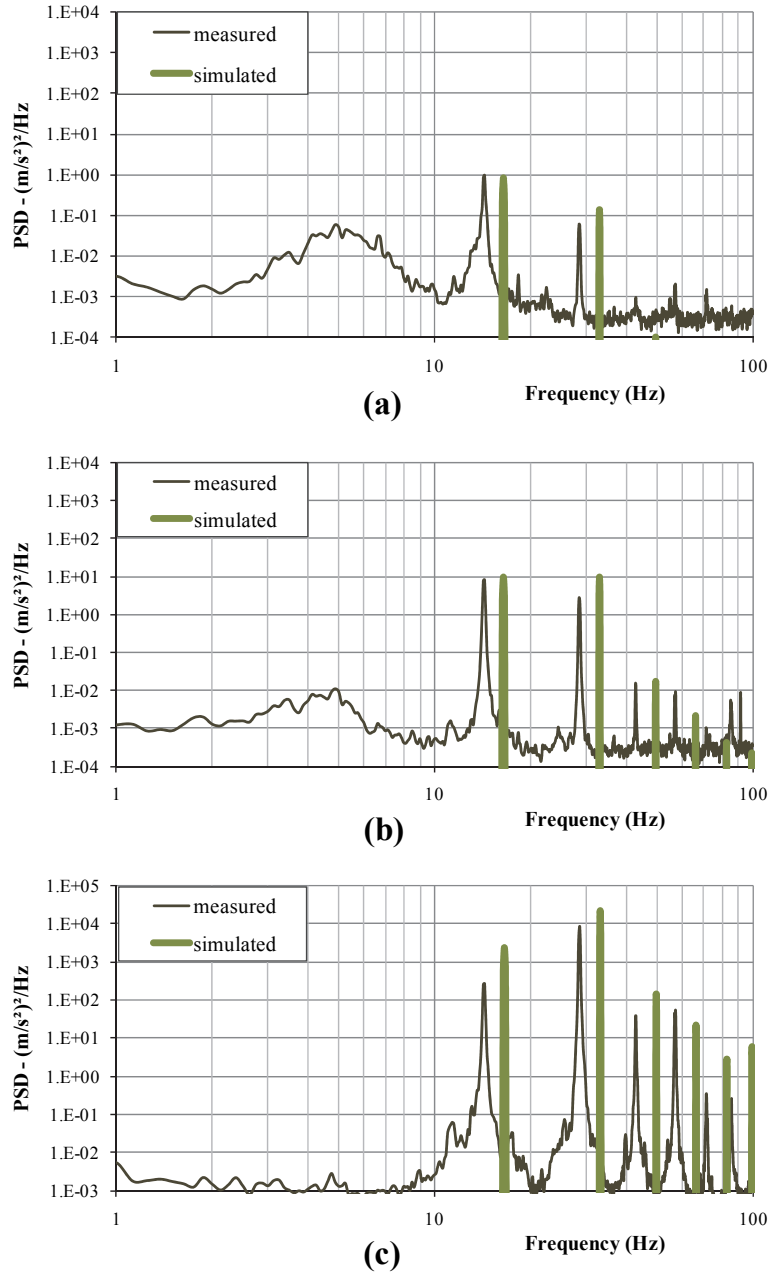 1.E+04
1.E+03
1.E+02
1.E+01
1.E+00
1.E-01
1.E-02
1.E-03
1.E-04
PSD - (m/s²)²/Hz
measured
simulated
1
10
100
Frequency (Hz)
(a)
1.E+04
1.E+03
1.E+02
1.E+01
1.E+00
1.E-01
1.E-02
1.E-03
1.E-04
PSD - (m/s²)²/Hz
measured
simulated
1
10
100
Frequency (Hz)
(b)
1.E+05
1.E+04
1.E+03
1.E+02
1.E+01
1.E+00
1.E-01
1.E-02
1.E-03
PSD - (m/s²)²/Hz
measured
simulated
1
10
100
Frequency (Hz)
(c)